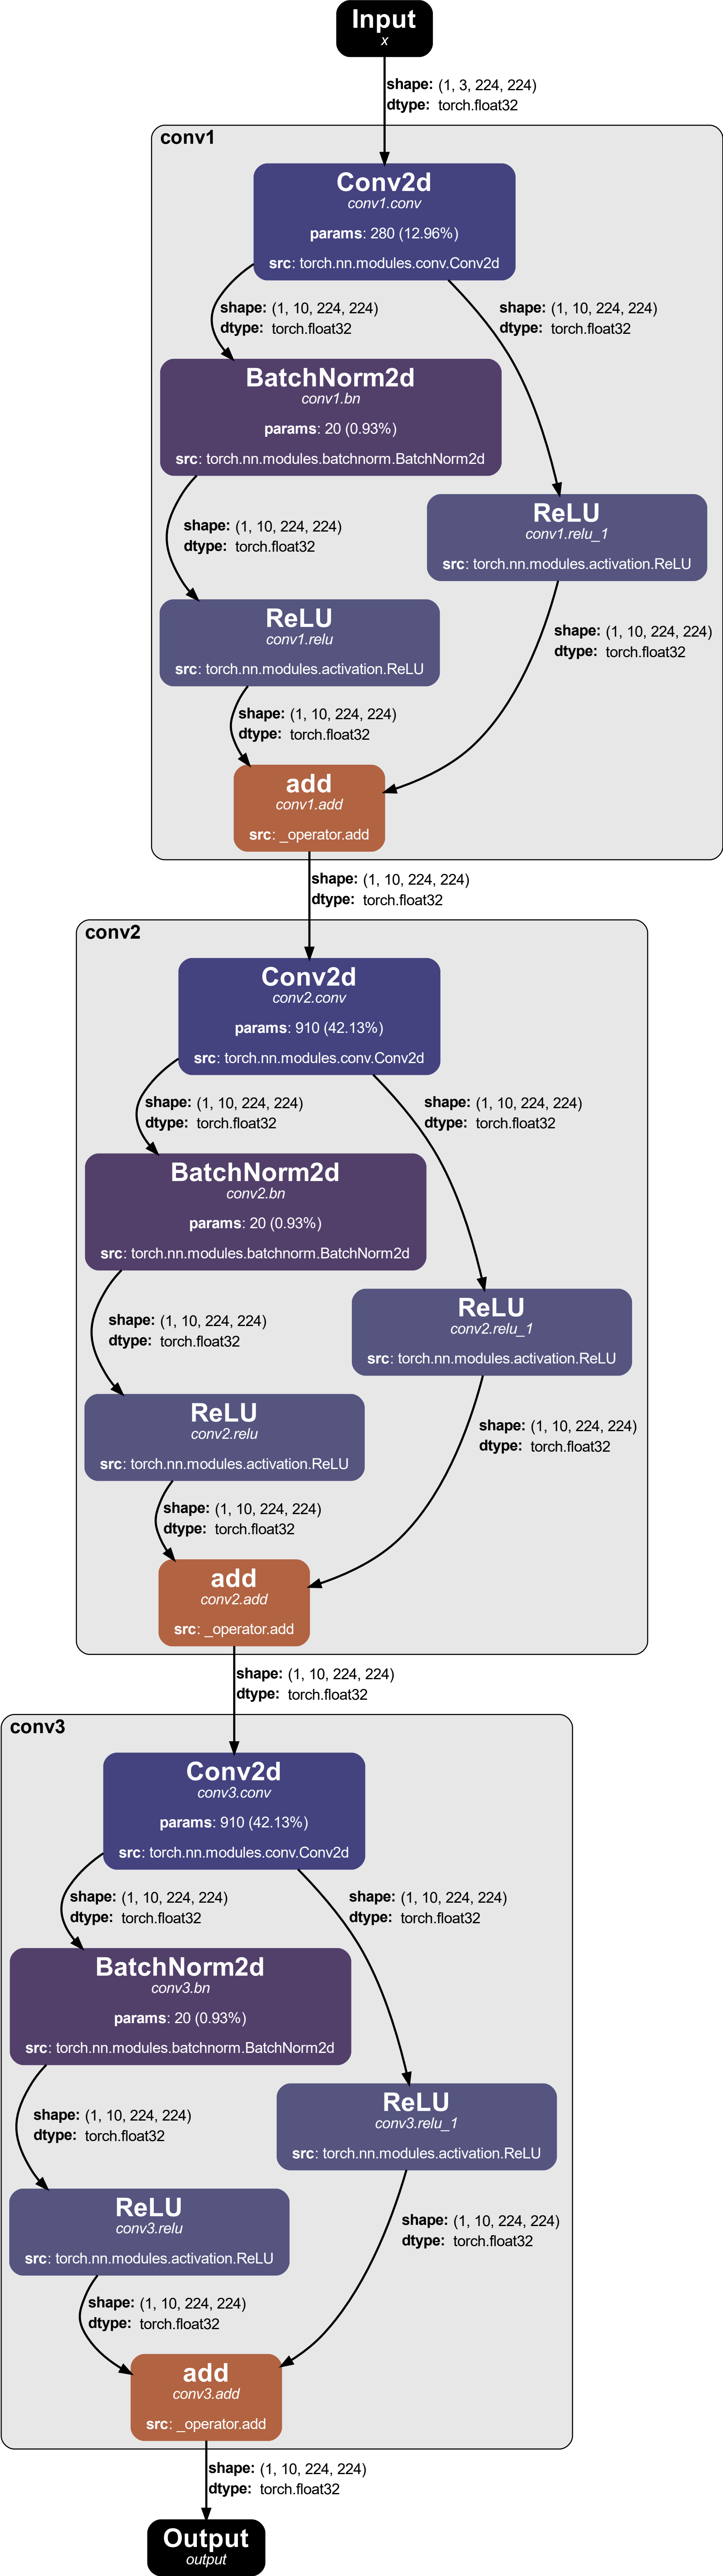 Input
x
shape: (1, 3, 224, 224)
dtype: torch.float32
conv1
Conv2d
conv1.conv
params: 280 (12.96%)
src: torch.nn.modules.conv.Conv2d
shape: (1, 10, 224, 224)
dtype: torch.float32
shape: (1, 10, 224, 224)
dtype: torch.float32
BatchNorm2d
conv1.bn
params: 20 (0.93%)
src: torch.nn.modules.batchnorm.BatchNorm2d
ReLU
conv1.relu_1
src: torch.nn.modules.activation.ReLU
shape: (1, 10, 224, 224)
dtype: torch.float32
ReLU
conv1.relu
src: torch.nn.modules.activation.ReLU
shape: (1, 10, 224, 224)
dtype: torch.float32
shape: (1, 10, 224, 224)
dtype: torch.float32
add
conv1.add
src: _operator.add
shape: (1, 10, 224, 224)
dtype: torch.float32
conv2
Conv2d
conv2.conv
params: 910 (42.13%)
src: torch.nn.modules.conv.Conv2d
shape: (1, 10, 224, 224)
dtype: torch.float32
shape: (1, 10, 224, 224)
dtype: torch.float32
BatchNorm2d
conv2.bn
params: 20 (0.93%)
src: torch.nn.modules.batchnorm.BatchNorm2d
ReLU
conv2.relu_1
src: torch.nn.modules.activation.ReLU
shape: (1, 10, 224, 224)
dtype: torch.float32
ReLU
conv2.relu
src: torch.nn.modules.activation.ReLU
shape: (1, 10, 224, 224)
dtype: torch.float32
shape: (1, 10, 224, 224)
dtype: torch.float32
add
conv2.add
src: _operator.add
shape: (1, 10, 224, 224)
dtype: torch.float32
conv3
Conv2d
conv3.conv
params: 910 (42.13%)
src: torch.nn.modules.conv.Conv2d
shape: (1, 10, 224, 224)
dtype: torch.float32
shape: (1, 10, 224, 224)
dtype: torch.float32
BatchNorm2d
conv3.bn
params: 20 (0.93%)
src: torch.nn.modules.batchnorm.BatchNorm2d
ReLU
conv3.relu_1
src: torch.nn.modules.activation.ReLU
shape: (1, 10, 224, 224)
dtype: torch.float32
ReLU
conv3.relu
src: torch.nn.modules.activation.ReLU
shape: (1, 10, 224, 224)
dtype: torch.float32
shape: (1, 10, 224, 224)
dtype: torch.float32
add
conv3.add
src: _operator.add
shape: (1, 10, 224, 224)
dtype: torch.float32
Output
output